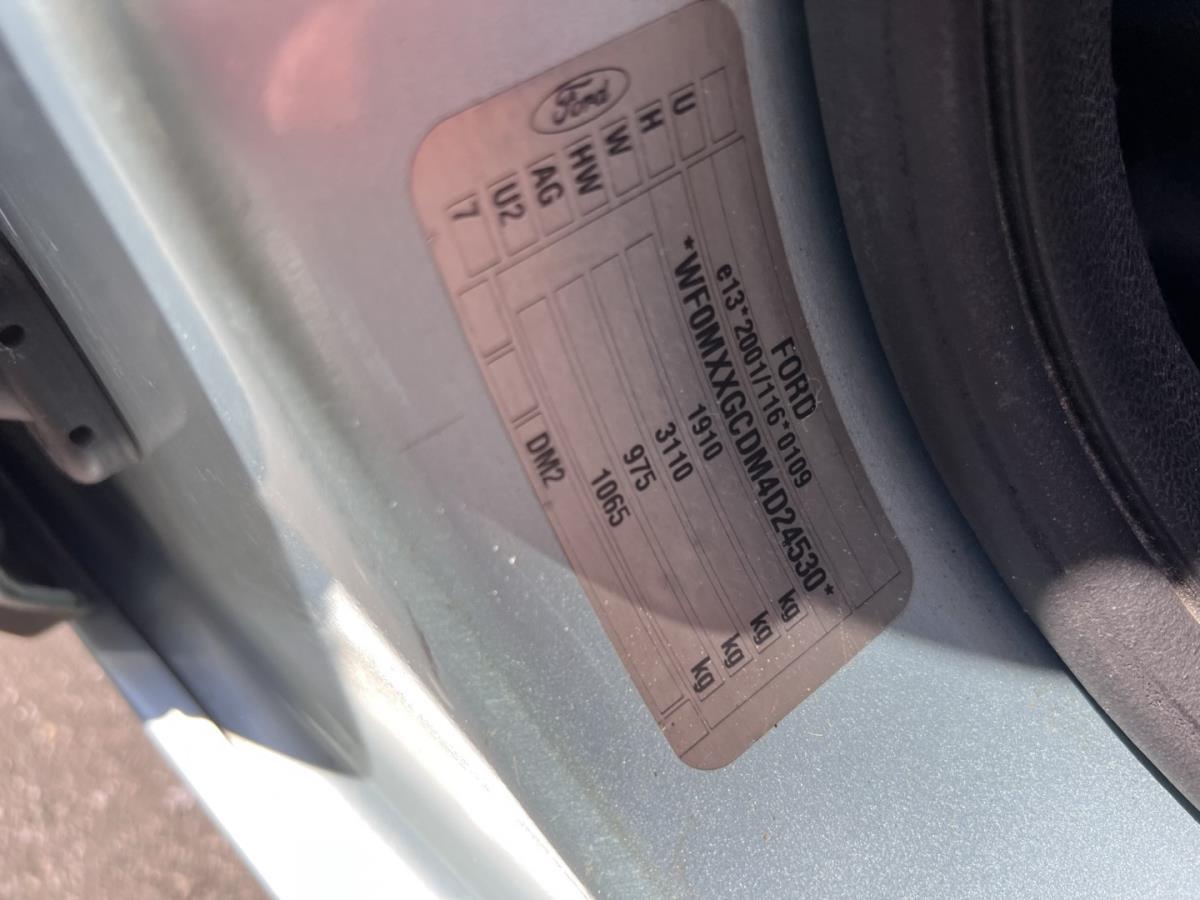 Ford
FORD
e13*2001/116*0109
*WF0MXXGCDM4D24530*
1910 kg
3110 kg
975 kg
1065 kg
U
H
W
HW
AG
U2
7
DM2